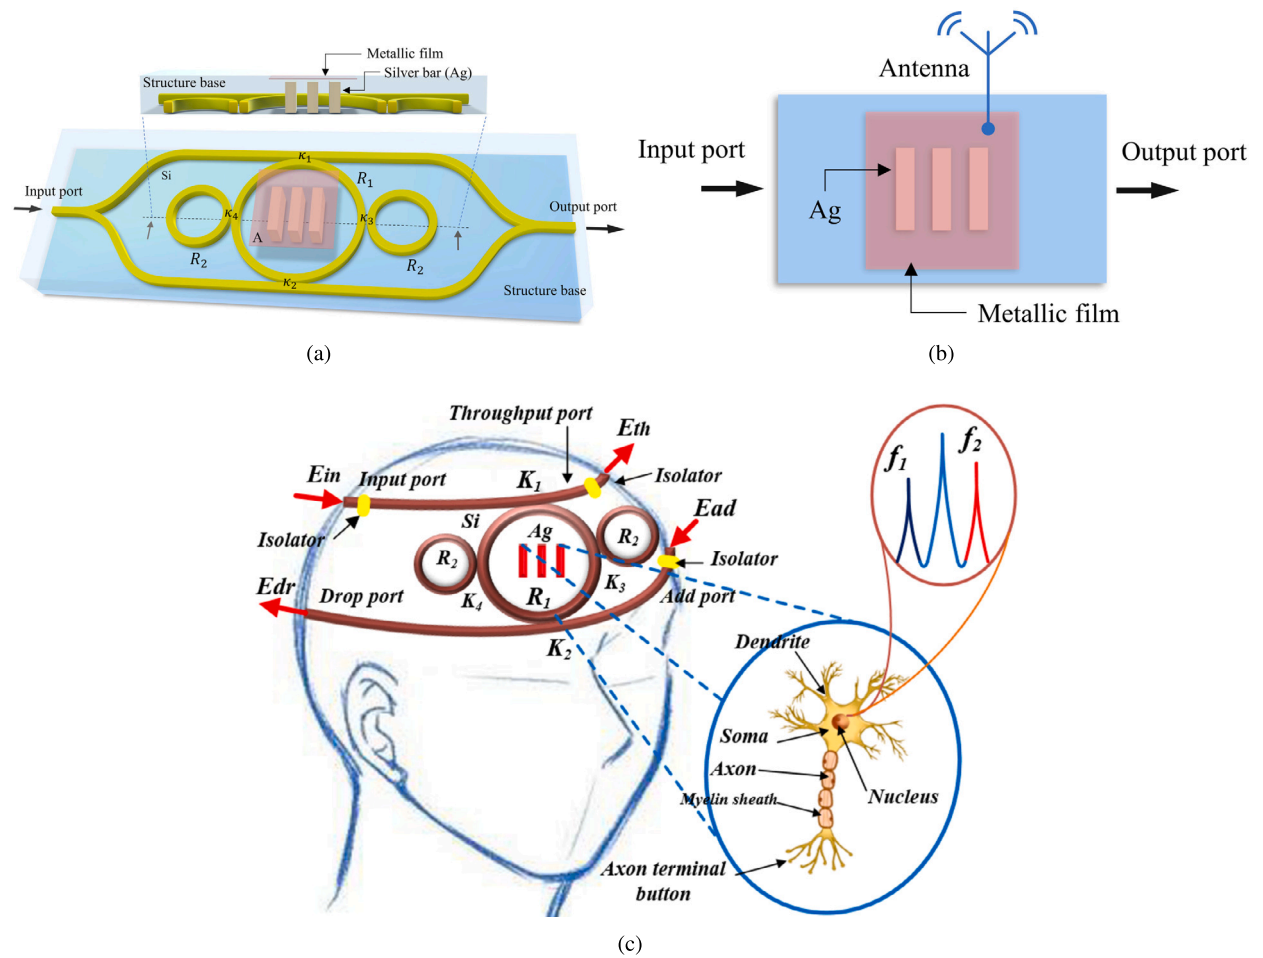 Metallic film
Silver bar (Ag)
Structure base
κ₁
Si
R₁
Input port
κ₄
κ₃
Output port
A
R₂
R₂
κ₂
Structure base
(a)
Antenna
Input port
Output port
Ag
Metallic film
(b)
Throughput port
Eth
Ein
Input port
K₁
Isolator
Isolator
Si
Ag
R₂
Ead
R₂
Isolator
Edr
Drop port
K₄
R₁
K₃
Add port
K₂
f₁
f₂
Dendrite
Soma
Axon
Nucleus
Myelin sheath
Axon terminal
button
(c)